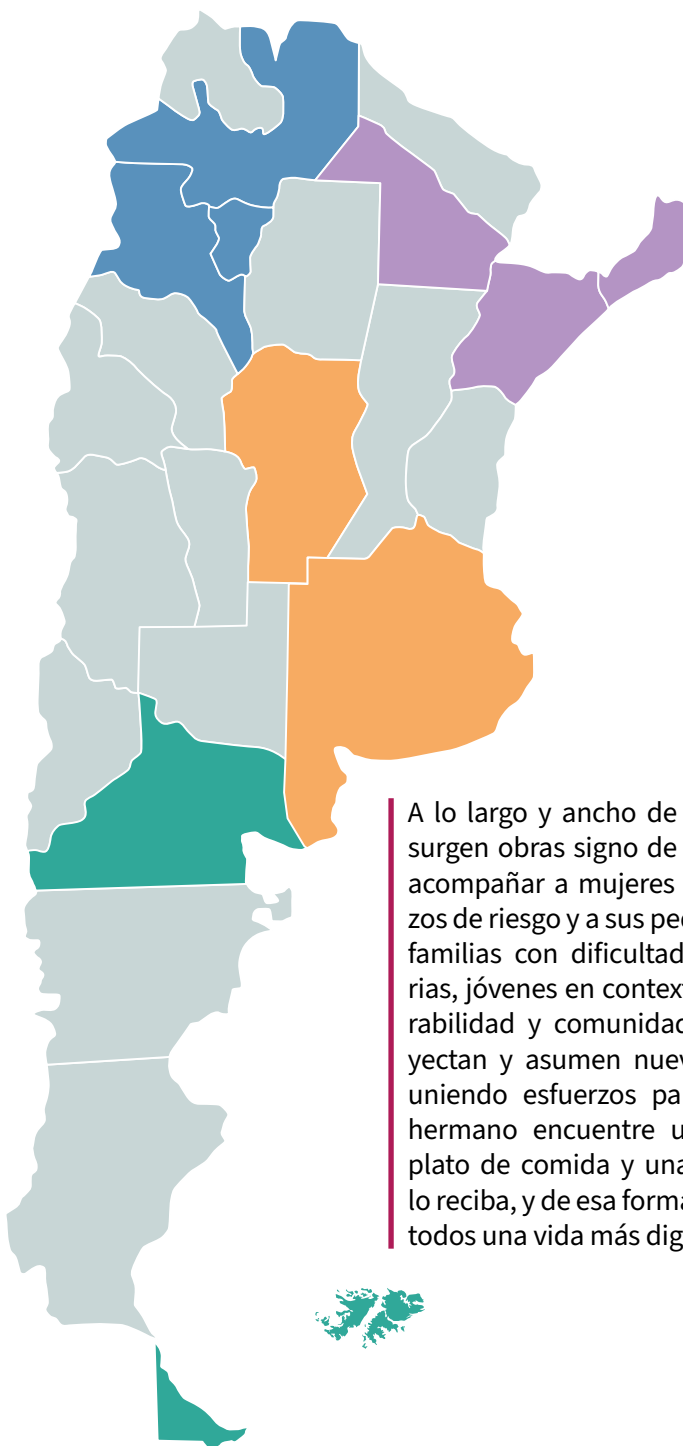 A lo largo y ancho de
surgen obras signo de
acompañar a mujeres
zos de riesgo y a sus pe
familias con dificultad
rias, jóvenes en contex
rabilidad y comunidad
yectan y asumen nuev
uniendo esfuerzos pa
hermano encuentre u
plato de comida y una
lo reciba, y de esa forma
todos una vida más dig